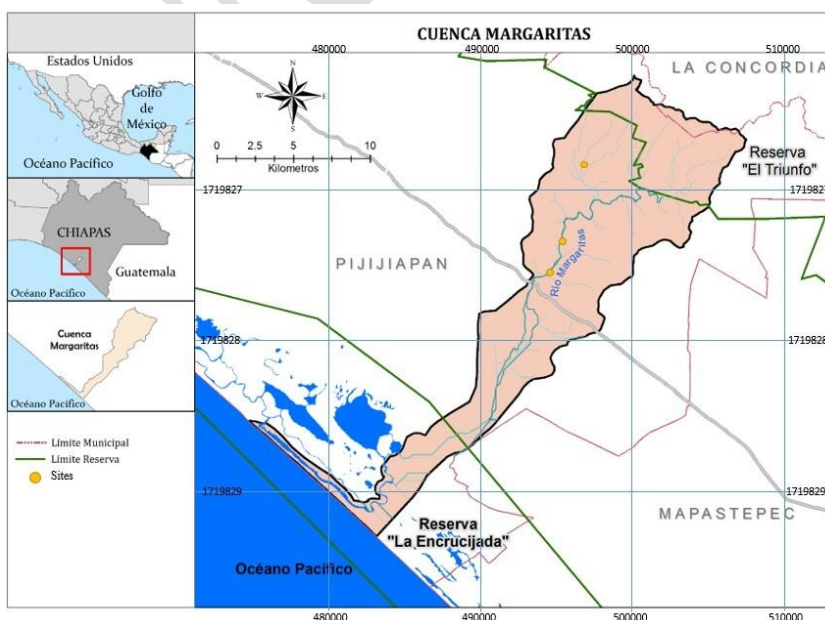 CUENCA MARGARITAS
480000
490000
500000
510000
Estados Unidos
Golfo
de
México
Océano Pacífico
CHIAPAS
Guatemala
Océano Pacífico
Cuenca
Margaritas
Océano Pacífico
Límite Municipal
Límite Reserva
Sites
N
W
E
S
0 2.5 5 10
Kilometros
LA CONCORDIA
Reserva
"El Triunfo"
1719827
1719827
PIJIJIAPAN
Río Margaritas
1719828
1719828
1719829
1719829
MAPASTEPEC
Reserva
"La Encrucijada"
Océano Pacífico
480000
490000
500000
510000